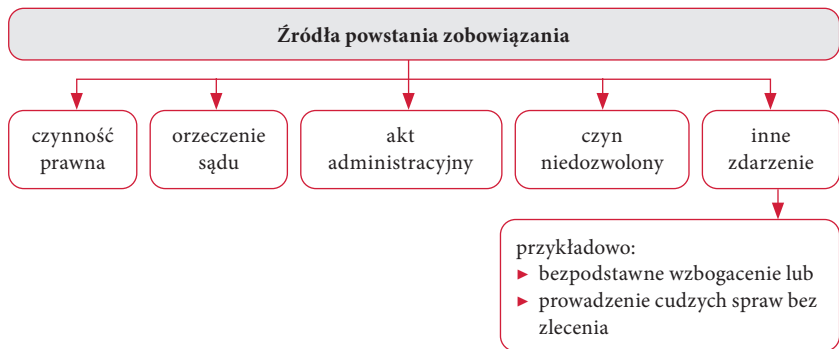 Źródła powstania zobowiązania
czynność
prawna
orzeczenie
sądu
akt
administracyjny
czyn
niedozwolony
inne
zdarzenie
przykładowo:
► bezpodstawne wzbogacenie lub
► prowadzenie cudzych spraw bez
zlecenia